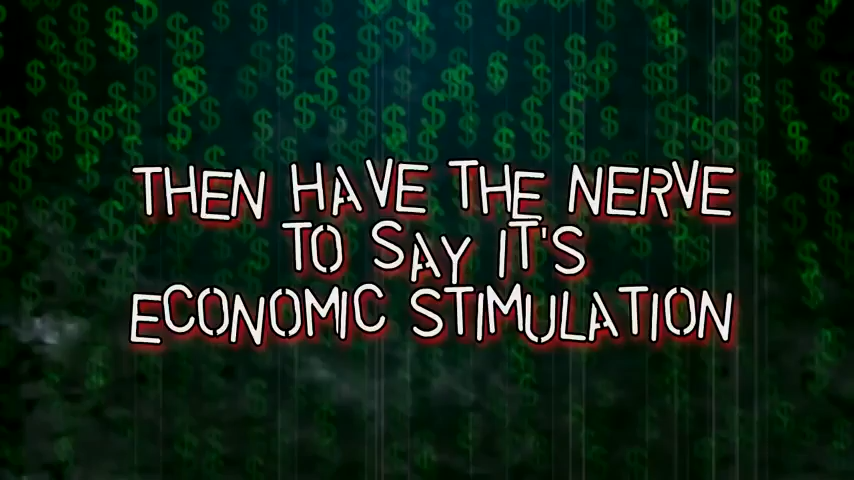 THEN HAVE THE NERVE
TO SAY IT'S
ECONOMIC STIMULATION